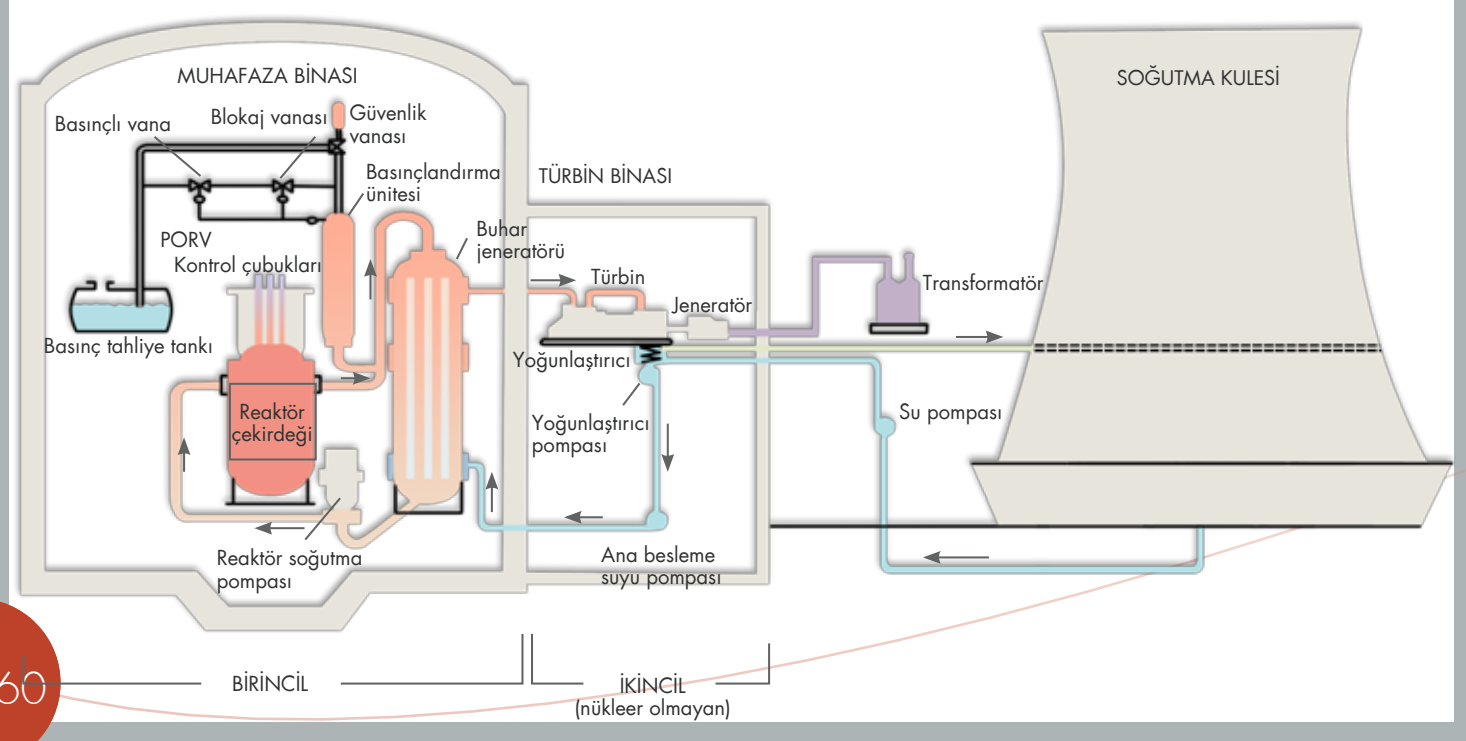 MUHAFAZA BİNASI
SOĞUTMA KULESİ
Basınçlı vana
Blokaj vanası
Güvenlik
vanası
Basınçlandırma
ünitesi
TÜRBİN BİNASI
PORV
Kontrol çubukları
Buhar
jeneratörü
Türbin
Jeneratör
Transformatör
Basınç tahliye tankı
Yoğunlaştırıcı
Reaktör
çekirdeği
Yoğunlaştırıcı
pompası
Su pompası
Reaktör soğutma
pompası
Ana besleme
suyu pompası
BİRİNCİL
İKİNCİL
(nükleer olmayan)
60